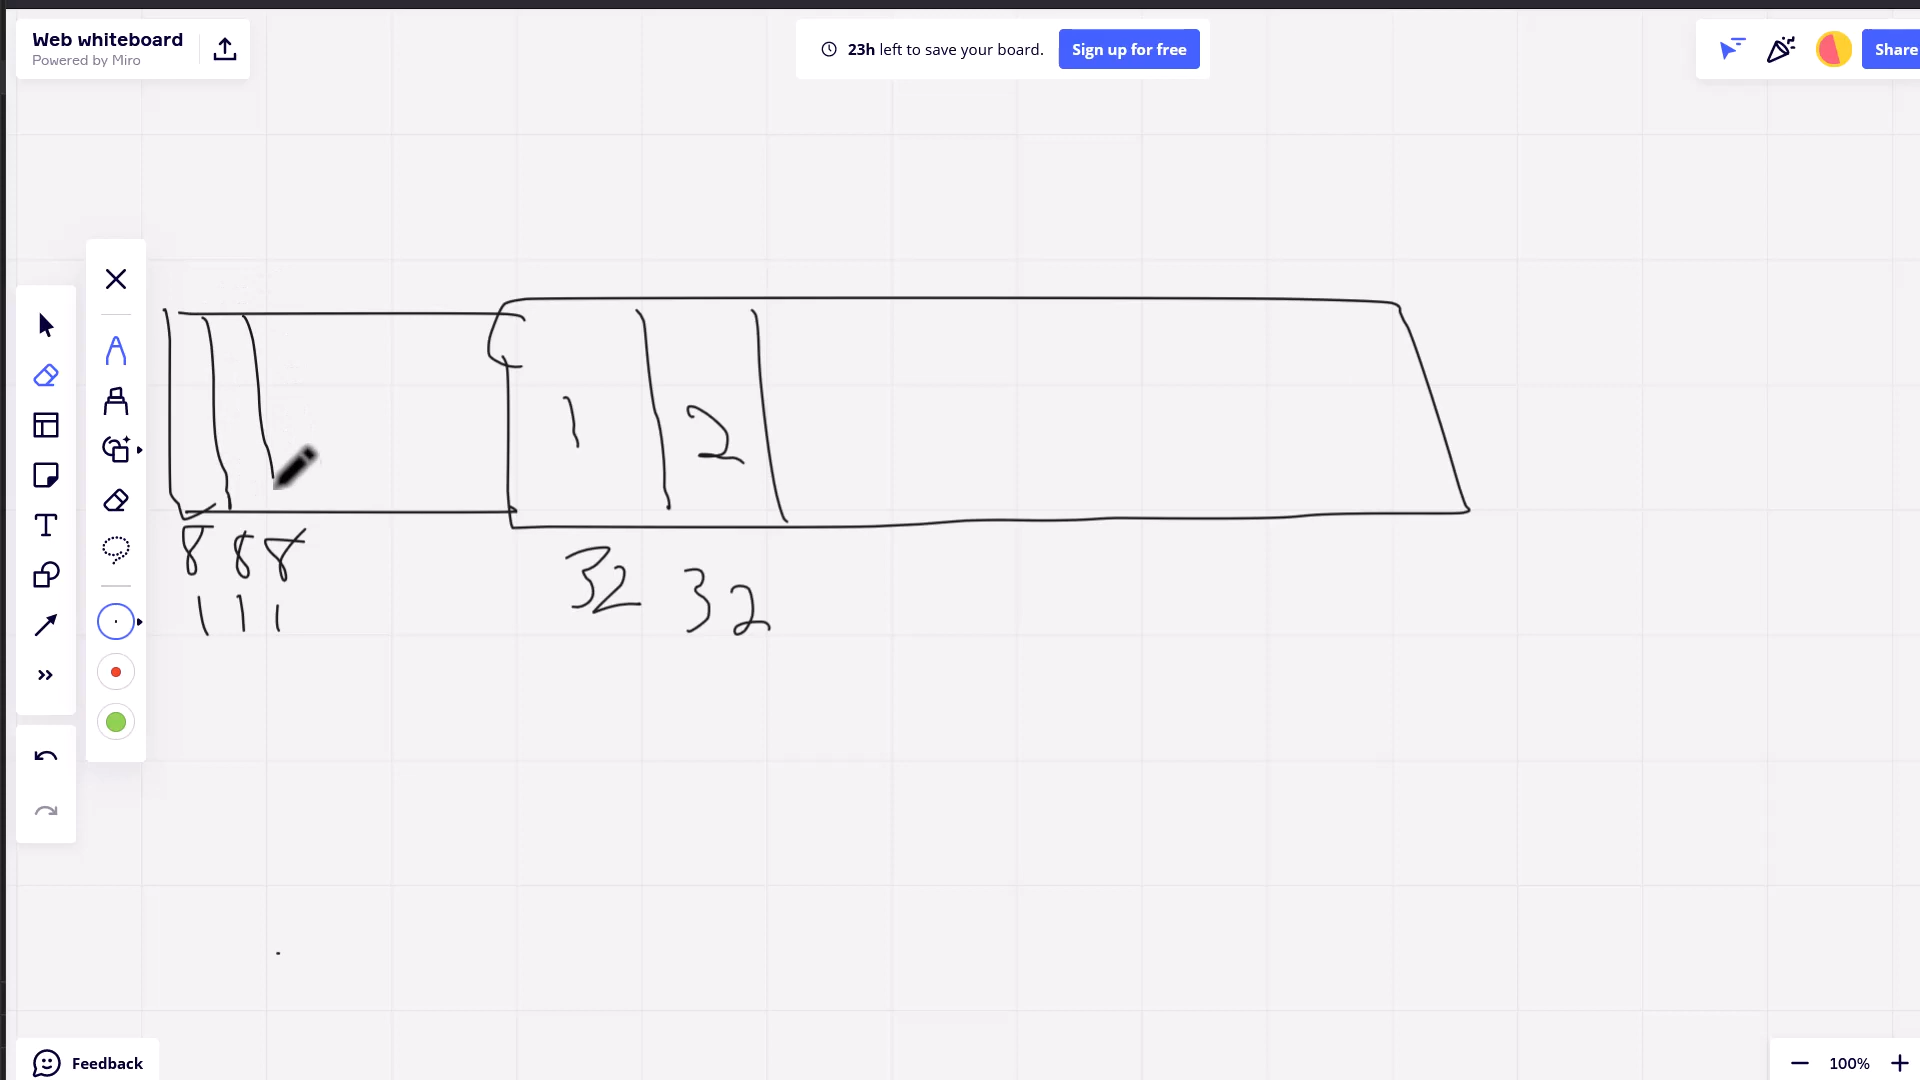 Web whiteboard
Powered by Miro
23h left to save your board.
Sign up for free
Share
1 2
8 8 8
1 1 1
32 32
Feedback
100%